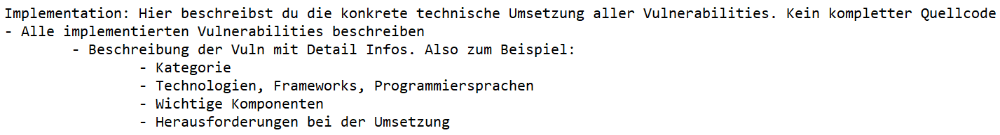 Implementation: Hier beschreibst du die konkrete technische Umsetzung aller Vulnerabilities. Kein kompletter Quellcode
- Alle implementierten Vulnerabilities beschreiben
- Beschreibung der Vuln mit Detail Infos. Also zum Beispiel:
- Kategorie
- Technologien, Frameworks, Programmiersprachen
- Wichtige Komponenten
- Herausforderungen bei der Umsetzung